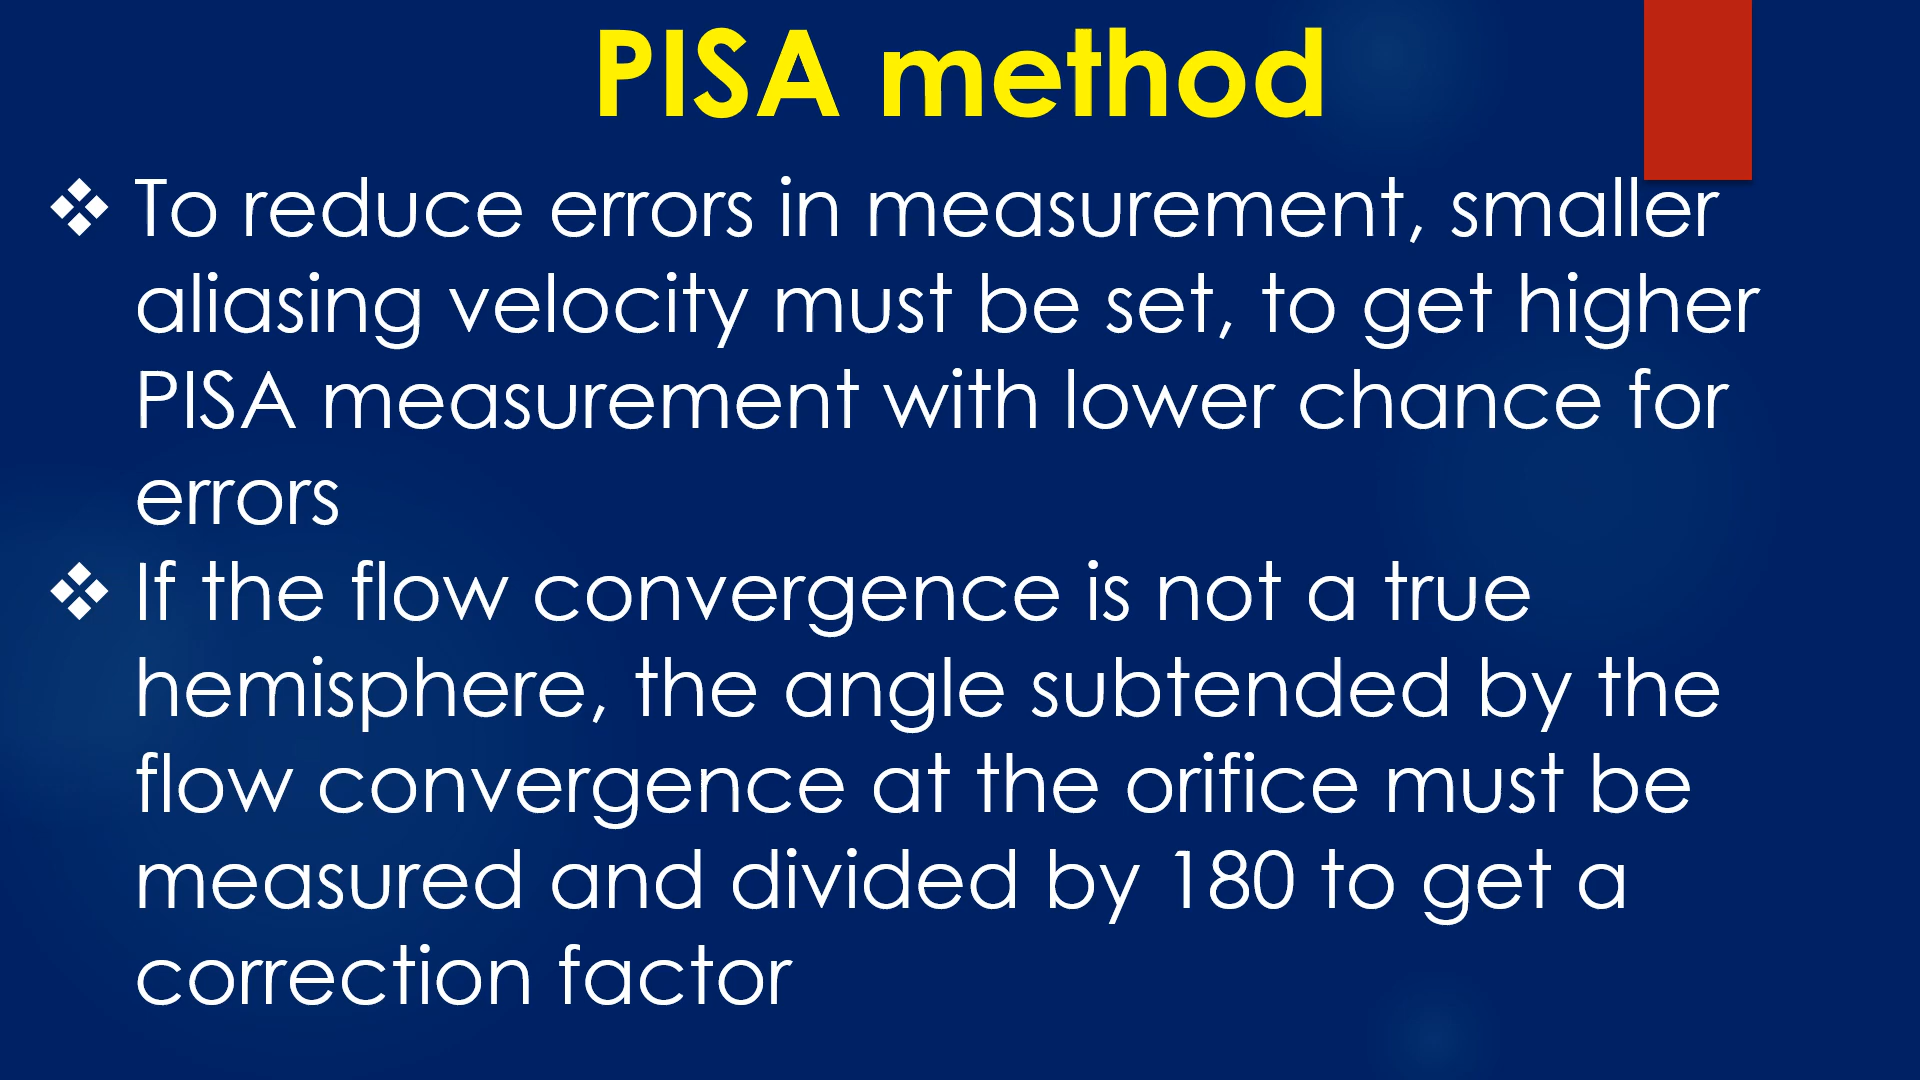 PISA method
❖ To reduce errors in measurement, smaller
aliasing velocity must be set, to get higher
PISA measurement with lower chance for
errors
❖ If the flow convergence is not a true
hemisphere, the angle subtended by the
flow convergence at the orifice must be
measured and divided by 180 to get a
correction factor